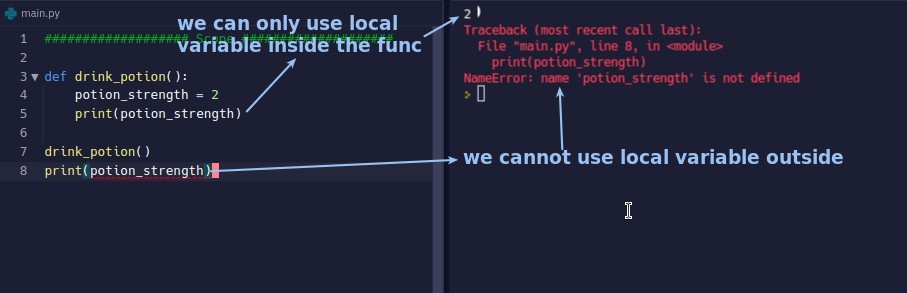 main.py
we can only use local
variable inside the func
1 ################### Scope ####################
2
3 def drink_potion():
4 potion_strength = 2
5 print(potion_strength)
6
7 drink_potion()
8 print(potion_strength)
2
Traceback (most recent call last):
File "main.py", line 8, in <module>
print(potion_strength)
NameError: name 'potion_strength' is not defined
>
we cannot use local variable outside